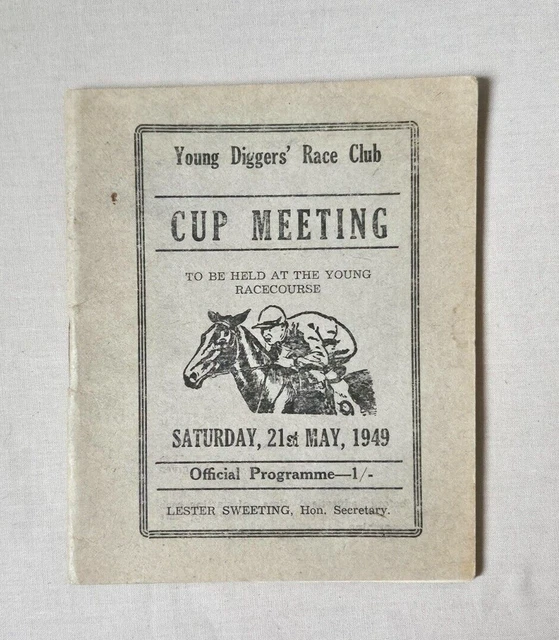 Young Diggers' Race Club
CUP MEETING
TO BE HELD AT THE YOUNG
RACECOURSE
SATURDAY, 21st MAY, 1949
Official Programme—1/-
LESTER SWEETING, Hon. Secretary.